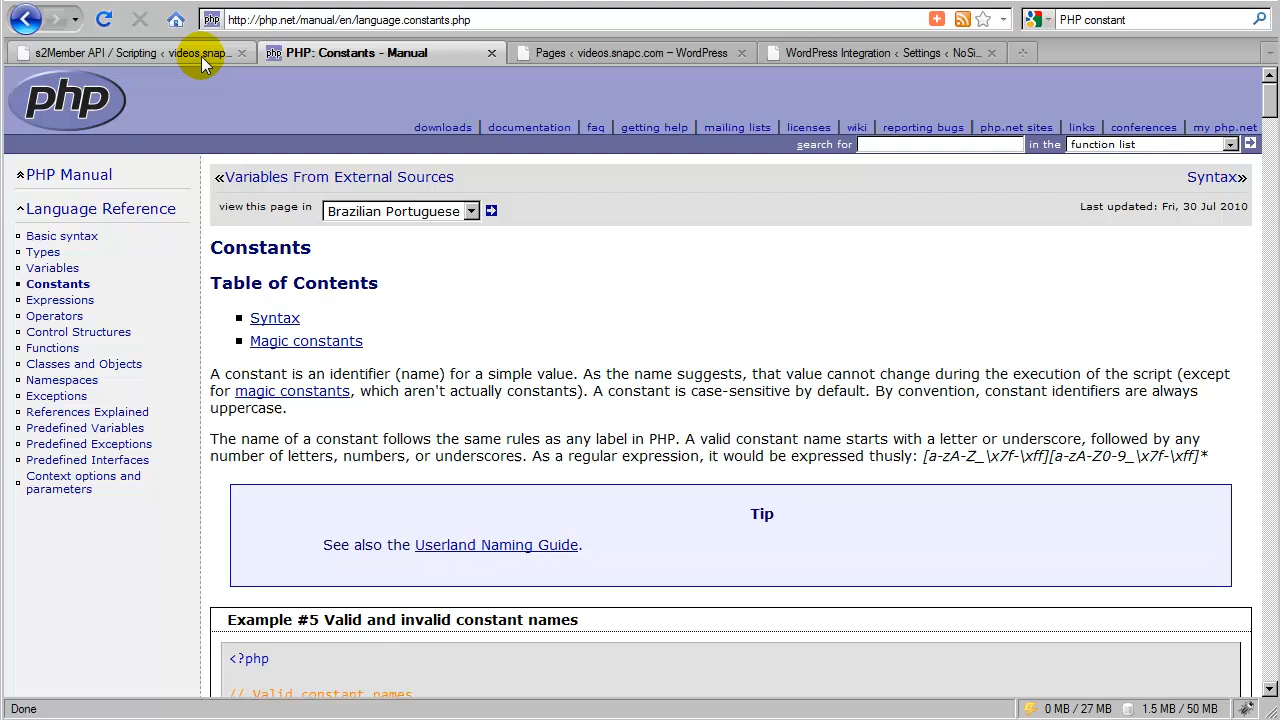 php
http://php.net/manual/en/language.constants.php
PHP constant
s2Member API / Scripting ‹ videos.snap...
php
PHP: Constants - Manual
Pages ‹ videos.snap.com – WordPress
WordPress Integration ‹ Settings ‹ NoSi...
php
downloads | documentation | faq | getting help | mailing lists | licenses | wiki | reporting bugs | php.net sites | links | conferences | my php.net
search for
in the
function list
PHP Manual
Language Reference
Basic syntax
Types
Variables
Constants
Expressions
Operators
Control Structures
Functions
Classes and Objects
Namespaces
Exceptions
References Explained
Predefined Variables
Predefined Exceptions
Predefined Interfaces
Context options and
parameters
«Variables From External Sources
Syntax»
view this page in
Brazilian Portuguese
Last updated: Fri, 30 Jul 2010
Constants
Table of Contents
Syntax
Magic constants
A constant is an identifier (name) for a simple value. As the name suggests, that value cannot change during the execution of the script (except
for magic constants, which aren't actually constants). A constant is case-sensitive by default. By convention, constant identifiers are always
uppercase.
The name of a constant follows the same rules as any label in PHP. A valid constant name starts with a letter or underscore, followed by any
number of letters, numbers, or underscores. As a regular expression, it would be expressed thusly: [a-zA-Z_\x7f-\xff][a-zA-Z0-9_\x7f-\xff]*
Tip
See also the Userland Naming Guide.
Example #5 Valid and invalid constant names
<?php
// Valid constant names
Done
0 MB / 27 MB
1.5 MB / 50 MB